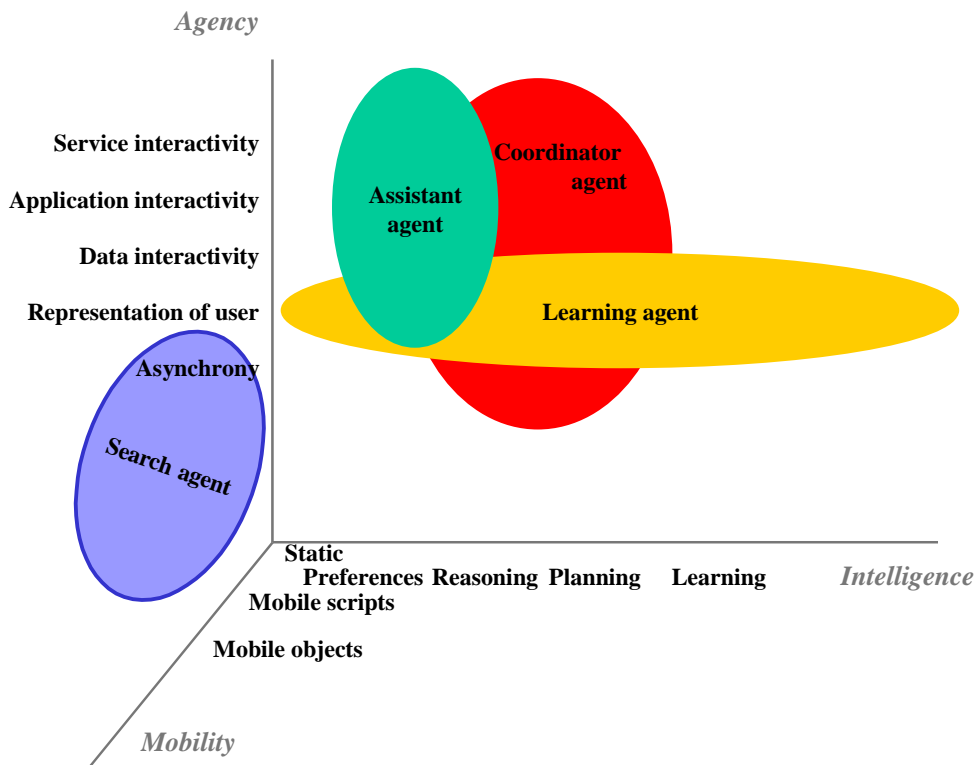 Agency
Service interactivity
Application interactivity
Data interactivity
Representation of user
Asynchrony
Coordinator
agent
Assistant
agent
Learning agent
Search agent
Static
Preferences Reasoning Planning Learning
Intelligence
Mobile scripts
Mobile objects
Mobility